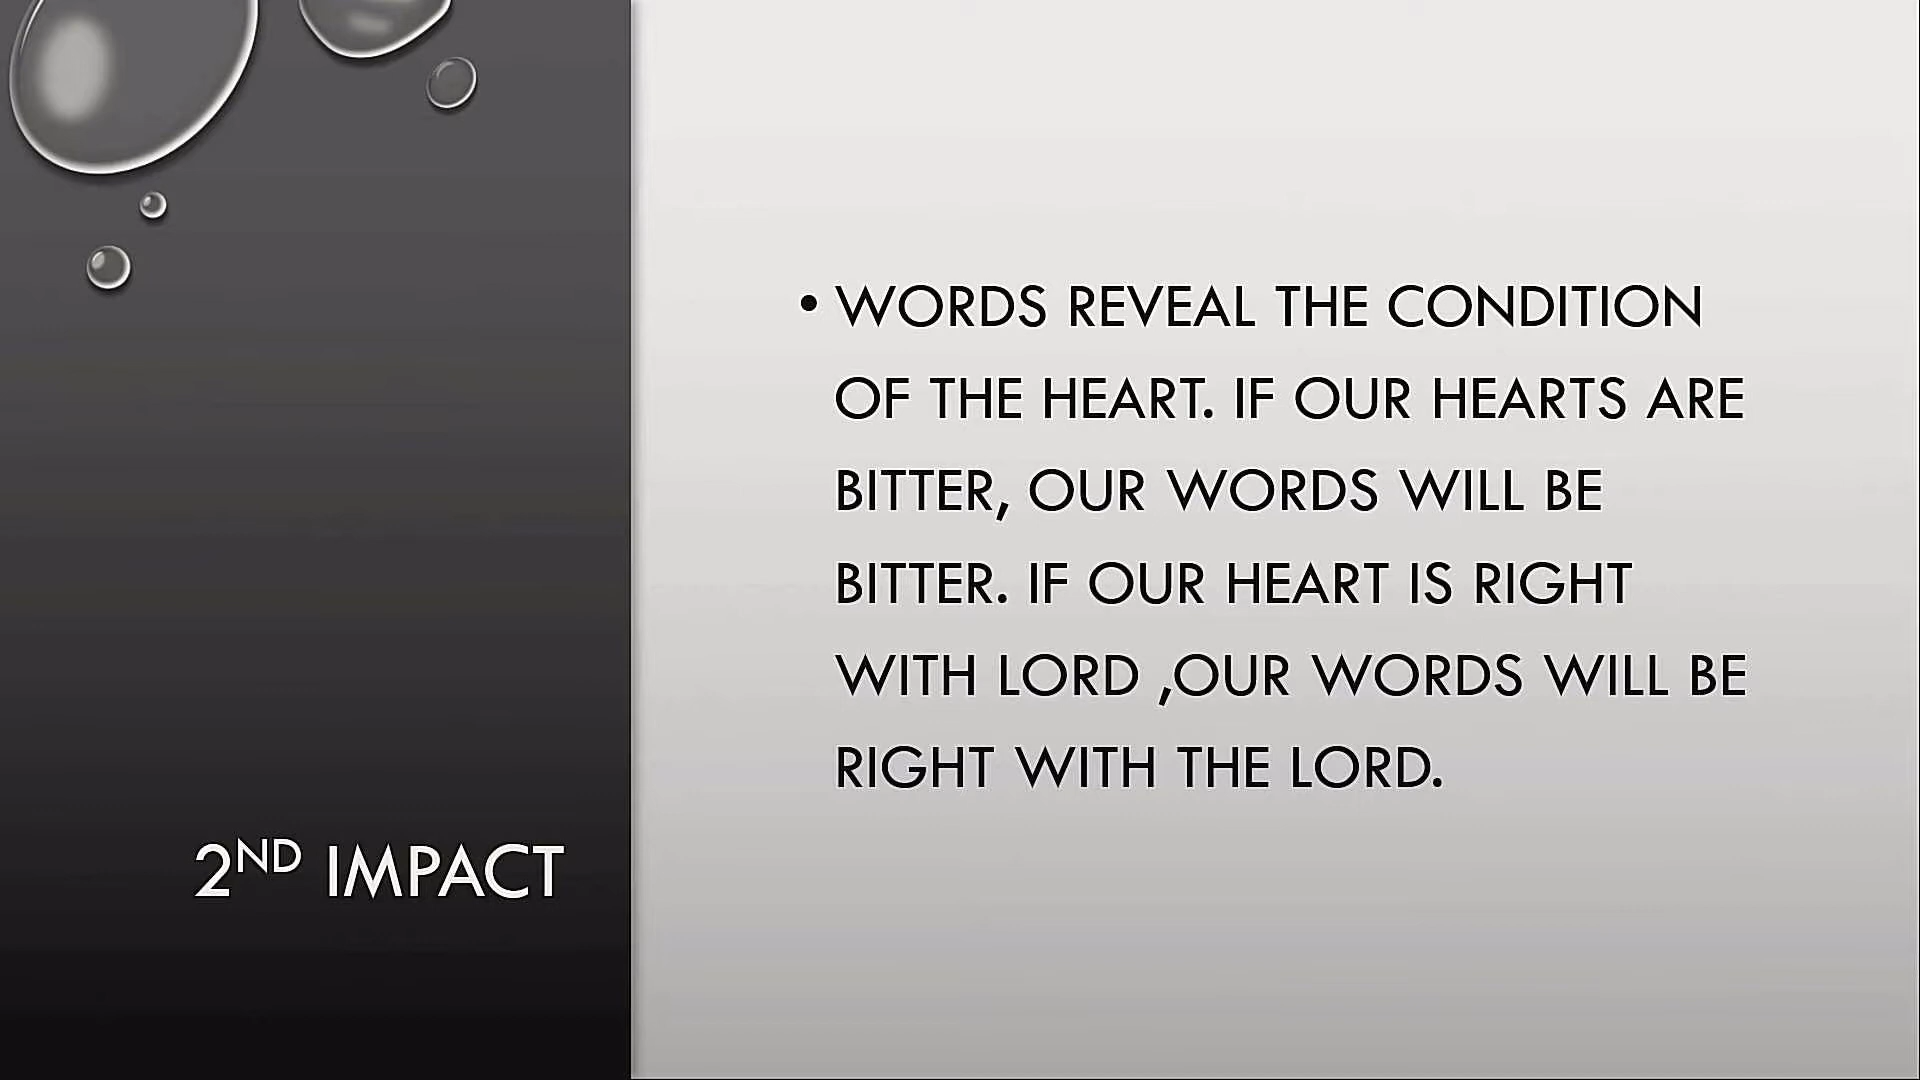 • WORDS REVEAL THE CONDITION
OF THE HEART. IF OUR HEARTS ARE
BITTER, OUR WORDS WILL BE
BITTER. IF OUR HEART IS RIGHT
WITH LORD ,OUR WORDS WILL BE
RIGHT WITH THE LORD.
2ND IMPACT